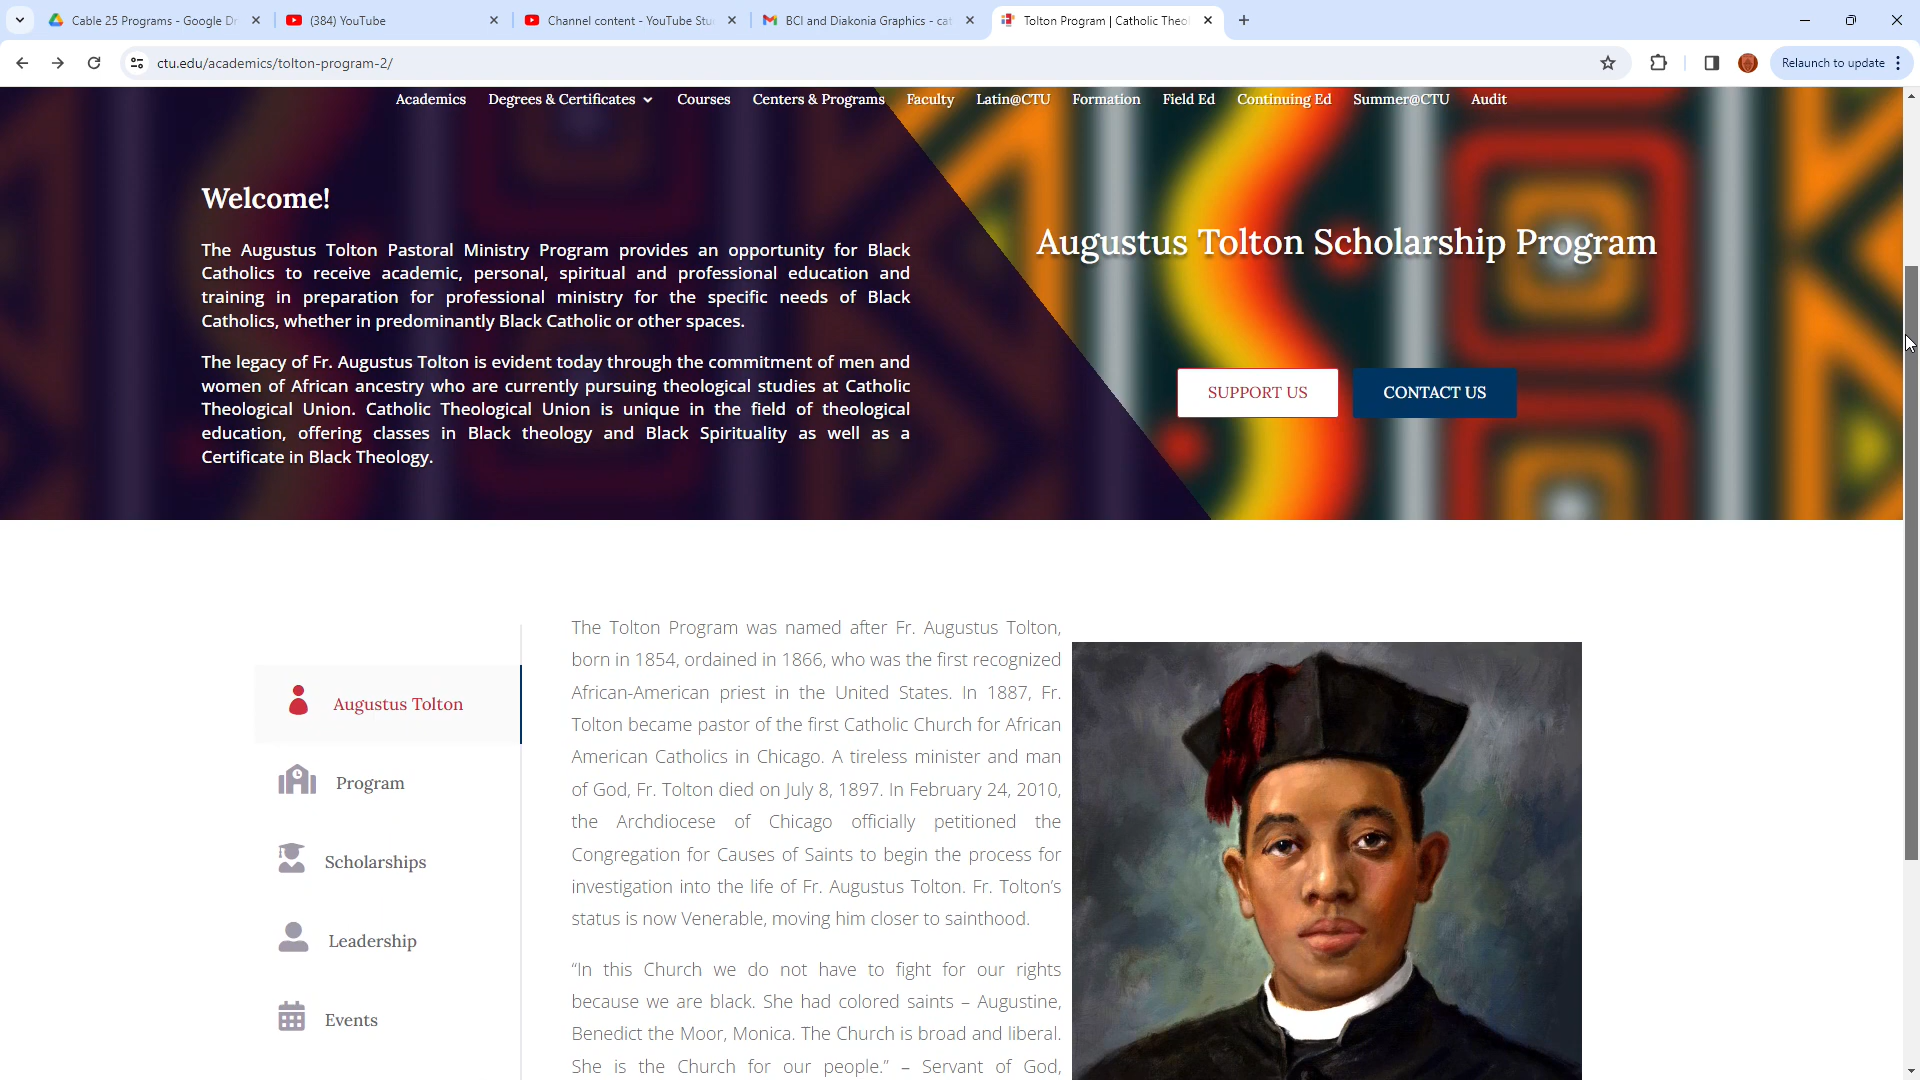 Cable 25 Programs - Google Dr
(384) YouTube
Channel content - YouTube Stu
BCI and Diakonia Graphics - cat
Tolton Program | Catholic Theol
ctu.edu/academics/tolton-program-2/
Relaunch to update
Academics Degrees & Certificates Courses Centers & Programs Faculty Latin@CTU Formation Field Ed Continuing Ed Summer@CTU Audit
Welcome!
The Augustus Tolton Pastoral Ministry Program provides an opportunity for Black
Catholics to receive academic, personal, spiritual and professional education and
training in preparation for professional ministry for the specific needs of Black
Catholics, whether in predominantly Black Catholic or other spaces.
The legacy of Fr. Augustus Tolton is evident today through the commitment of men and
women of African ancestry who are currently pursuing theological studies at Catholic
Theological Union. Catholic Theological Union is unique in the field of theological
education, offering classes in Black theology and Black Spirituality as well as a
Certificate in Black Theology.
Augustus Tolton Scholarship Program
SUPPORT US
CONTACT US
Augustus Tolton
Program
Scholarships
Leadership
Events
The Tolton Program was named after Fr. Augustus Tolton,
born in 1854, ordained in 1866, who was the first recognized
African-American priest in the United States. In 1887, Fr.
Tolton became pastor of the first Catholic Church for African
American Catholics in Chicago. A tireless minister and man
of God, Fr. Tolton died on July 8, 1897. In February 24, 2010,
the Archdiocese of Chicago officially petitioned the
Congregation for Causes of Saints to begin the process for
investigation into the life of Fr. Augustus Tolton. Fr. Tolton’s
status is now Venerable, moving him closer to sainthood.
“In this Church we do not have to fight for our rights
because we are black. She had colored saints – Augustine,
Benedict the Moor, Monica. The Church is broad and liberal.
She is the Church for our people.” – Servant of God,